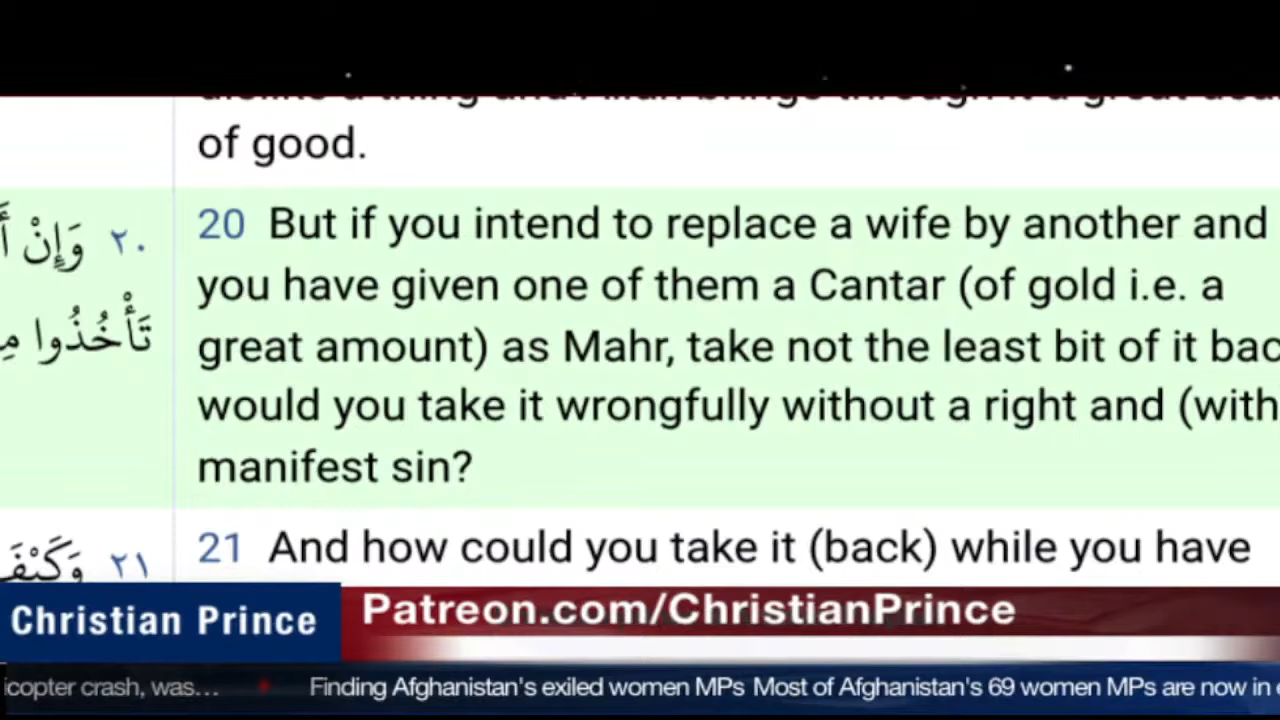 of good.
20 But if you intend to replace a wife by another and
you have given one of them a Cantar (of gold i.e. a
great amount) as Mahr, take not the least bit of it
would you take it wrongfully without a right and (with
manifest sin?
٢٠ وَإِنْ
تَأْخُذُوا
21 And how could you take it (back) while you have
٢١
Christian Prince
Patreon.com/ChristianPrince
crash, was... Finding Afghanistan's exiled women MPs Most of Afghanistan's 69 women MPs are now in